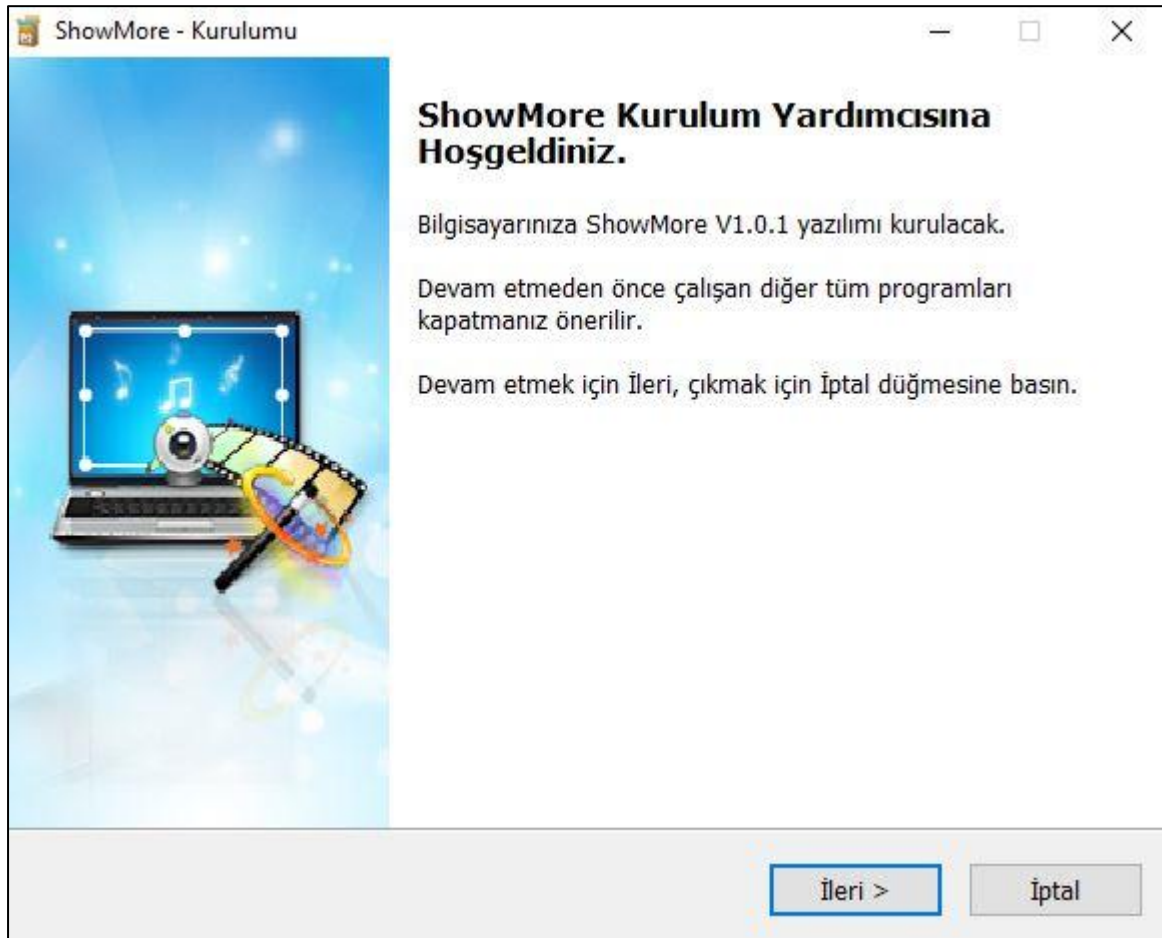 ShowMore - Kurulumu
ShowMore Kurulum Yardımcısına
Hoşgeldiniz.
Bilgisayarınıza ShowMore V1.0.1 yazılımı kurulacak.
Devam etmeden önce çalışan diğer tüm programları
kapatmanız önerilir.
Devam etmek için İleri, çıkmak için İptal düğmesine basın.
İleri >
İptal